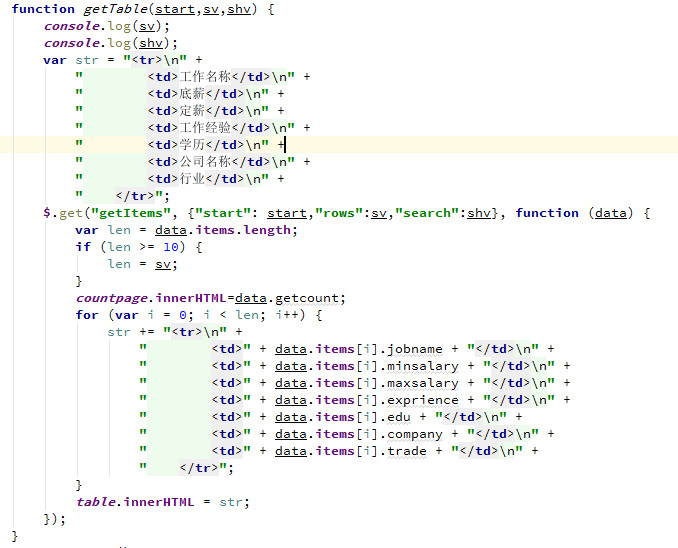 function getTable(start,sv,shv) {
    console.log(sv);
    console.log(shv);
    var str = "<tr>\n" +
        "        <td>工作名称</td>\n" +
        "        <td>底薪</td>\n" +
        "        <td>定薪</td>\n" +
        "        <td>工作经验</td>\n" +
        "        <td>学历</td>\n" +
        "        <td>公司名称</td>\n" +
        "        <td>行业</td>\n" +
        "    </tr>";
    $.get("getItems", {"start": start,"rows":sv,"search":shv}, function (data) {
        var len = data.items.length;
        if (len >= 10) {
            len = sv;
        }
        countpage.innerHTML=data.getcount;
        for (var i = 0; i < len; i++) {
            str += "<tr>\n" +
                "        <td>" + data.items[i].jobname + "</td>\n" +
                "        <td>" + data.items[i].minsalary + "</td>\n" +
                "        <td>" + data.items[i].maxsalary + "</td>\n" +
                "        <td>" + data.items[i].exprience + "</td>\n" +
                "        <td>" + data.items[i].edu + "</td>\n" +
                "        <td>" + data.items[i].company + "</td>\n" +
                "        <td>" + data.items[i].trade + "</td>\n" +
                "    </tr>";
        }
        table.innerHTML = str;
    });
}